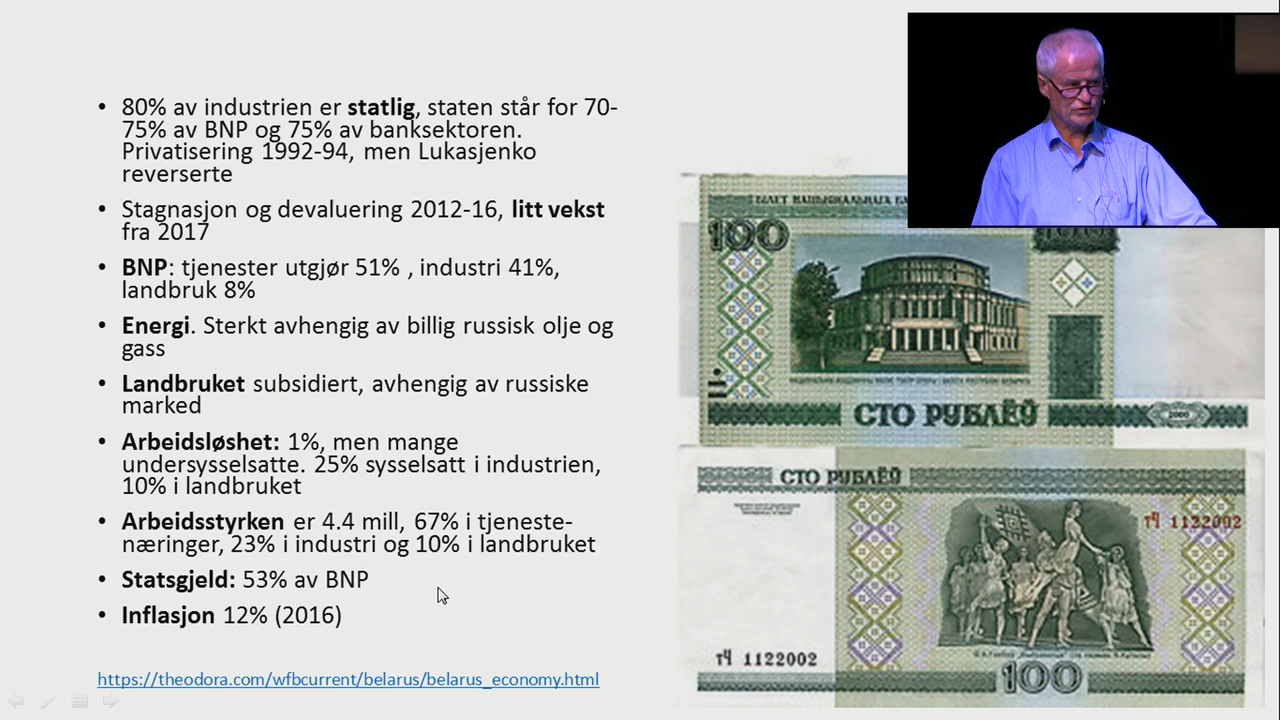 • 80% av industrien er statlig, staten står for 70-
75% av BNP og 75% av banksektoren.
Privatisering 1992-94, men Lukasjenko
reverserte
• Stagnasjon og devaluering 2012-16, litt vekst
fra 2017
• BNP: tjenester utgjør 51% , industri 41%,
landbruk 8%
• Energi. Sterkt avhengig av billig russisk olje og
gass
• Landbruket subsidiert, avhengig av russiske
marked
• Arbeidsløshet: 1%, men mange
undersysselsatte. 25% sysselsatt i industrien,
10% i landbruket
• Arbeidsstyrken er 4.4 mill, 67% i tjeneste-
næringer, 23% i industri og 10% i landbruket
• Statsgjeld: 53% av BNP
• Inflasjon 12% (2016)
https://theodora.com/wfbcurrent/belarus/belarus_economy.html
БІЛЕТ НАЦЫЯНАЛЬНАГА
100
СТО РУБЛЁЎ
2000
СТО РУБЛЁЎ
тЧ 1122002
тЧ 1122002
100